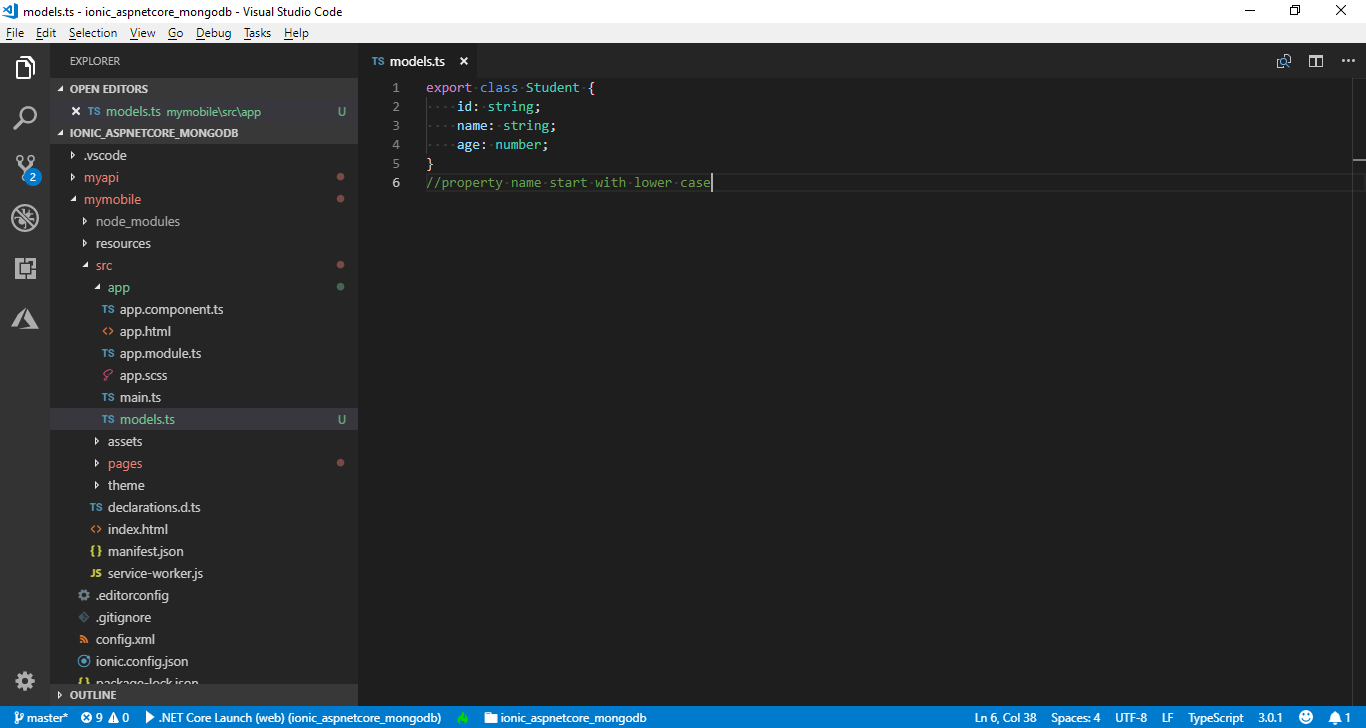 models.ts - ionic_aspnetcore_mongodb - Visual Studio Code
File Edit Selection View Go Debug Tasks Help
EXPLORER
OPEN EDITORS
TS models.ts mymobile\src\app U
IONIC_ASPNETCORE_MONGODB
.vscode
myapi
mymobile
node_modules
resources
src
app
TS app.component.ts
<> app.html
TS app.module.ts
app.scss
TS main.ts
TS models.ts U
assets
pages
theme
TS declarations.d.ts
<> index.html
{} manifest.json
JS service-worker.js
.editorconfig
.gitignore
config.xml
ionic.config.json
{} package-lock.json
OUTLINE
2
TS models.ts
1 export class Student {
2 id: string;
3 name: string;
4 age: number;
5 }
6 //property name start with lower case
master* 9 0 .NET Core Launch (web) (ionic_aspnetcore_mongodb) ionic_aspnetcore_mongodb Ln 6, Col 38 Spaces: 4 UTF-8 LF TypeScript 3.0.1 1